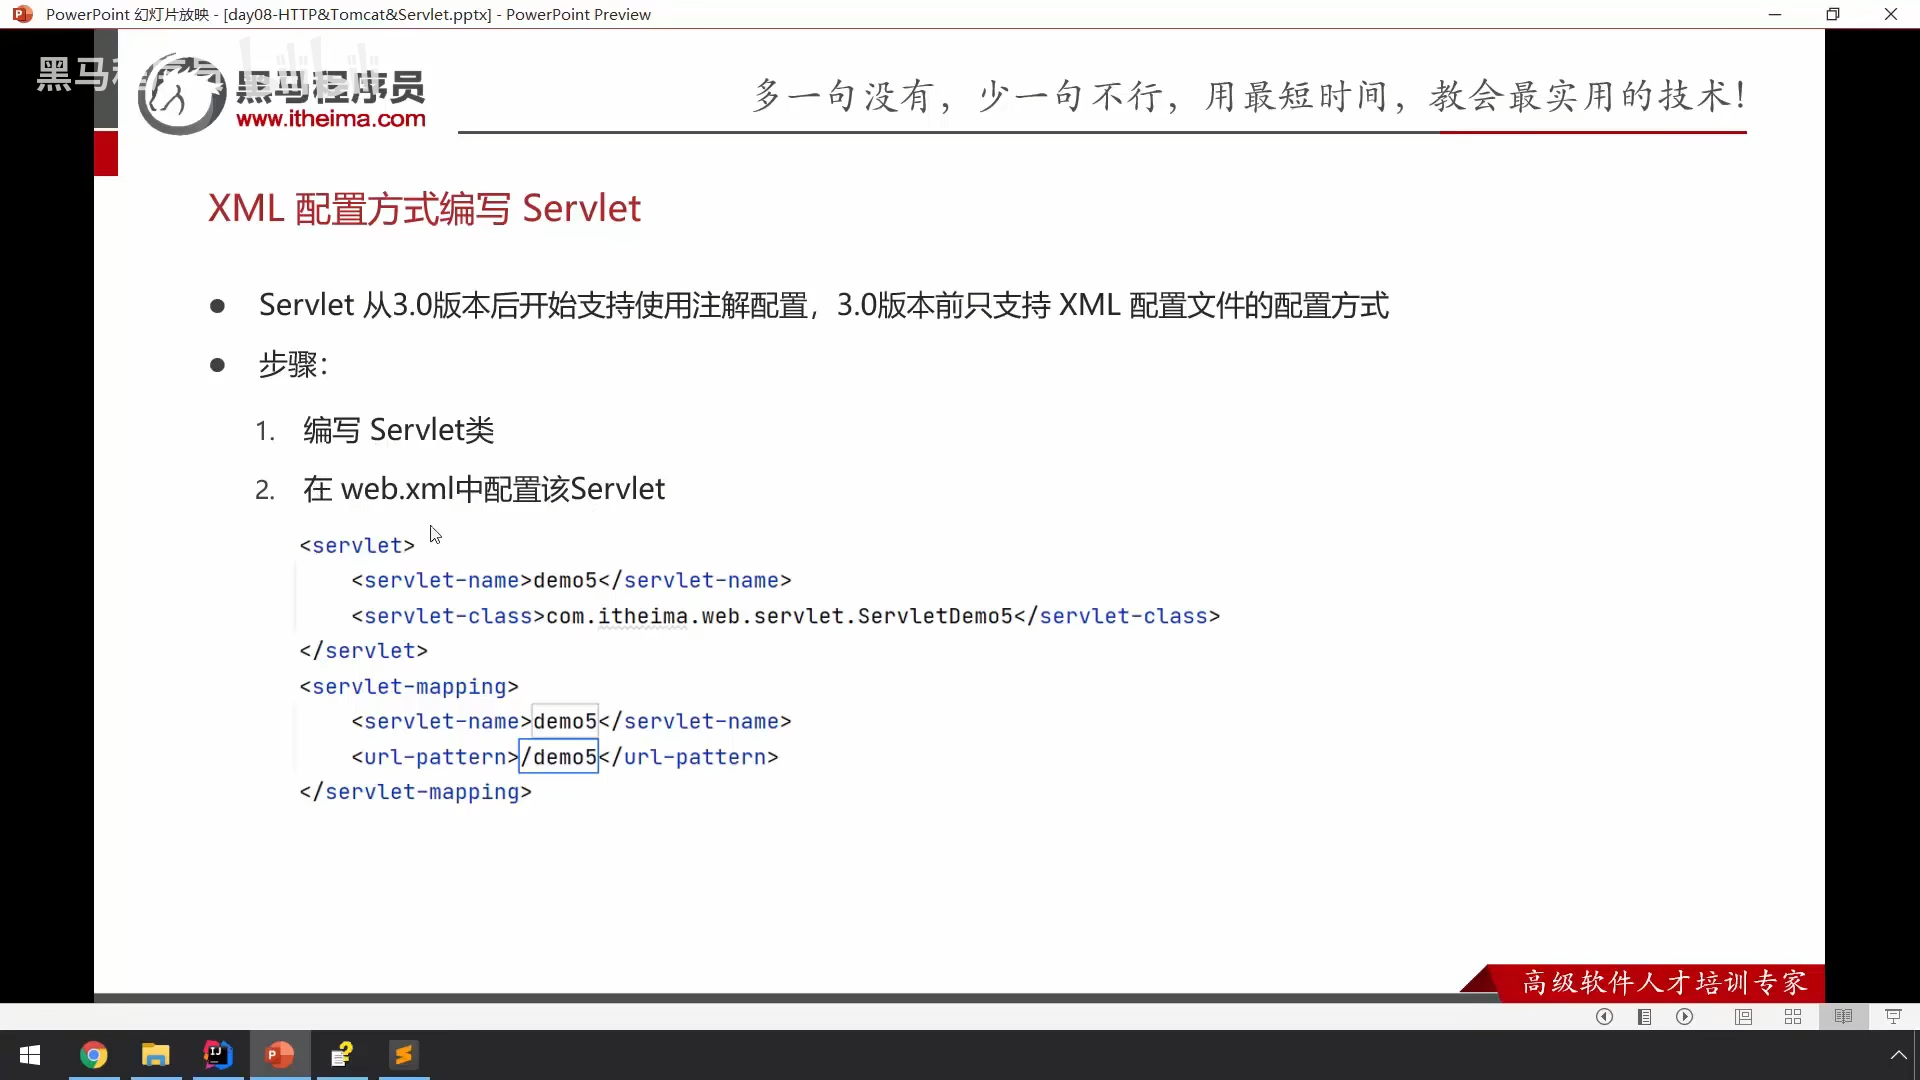 PowerPoint 幻灯片放映 - [day08-HTTP&Tomcat&Servlet.pptx] - PowerPoint Preview
黑马程序员
www.itheima.com
多一句没有，少一句不行，用最短时间，教会最实用的技术！
XML 配置方式编写 Servlet
● Servlet 从3.0版本后开始支持使用注解配置，3.0版本前只支持 XML 配置文件的配置方式
● 步骤：
1. 编写 Servlet类
2. 在 web.xml中配置该Servlet
<servlet>
<servlet-name>demo5</servlet-name>
<servlet-class>com.itheima.web.servlet.ServletDemo5</servlet-class>
</servlet>
<servlet-mapping>
<servlet-name>demo5</servlet-name>
<url-pattern>/demo5</url-pattern>
</servlet-mapping>
高级软件人才培训专家